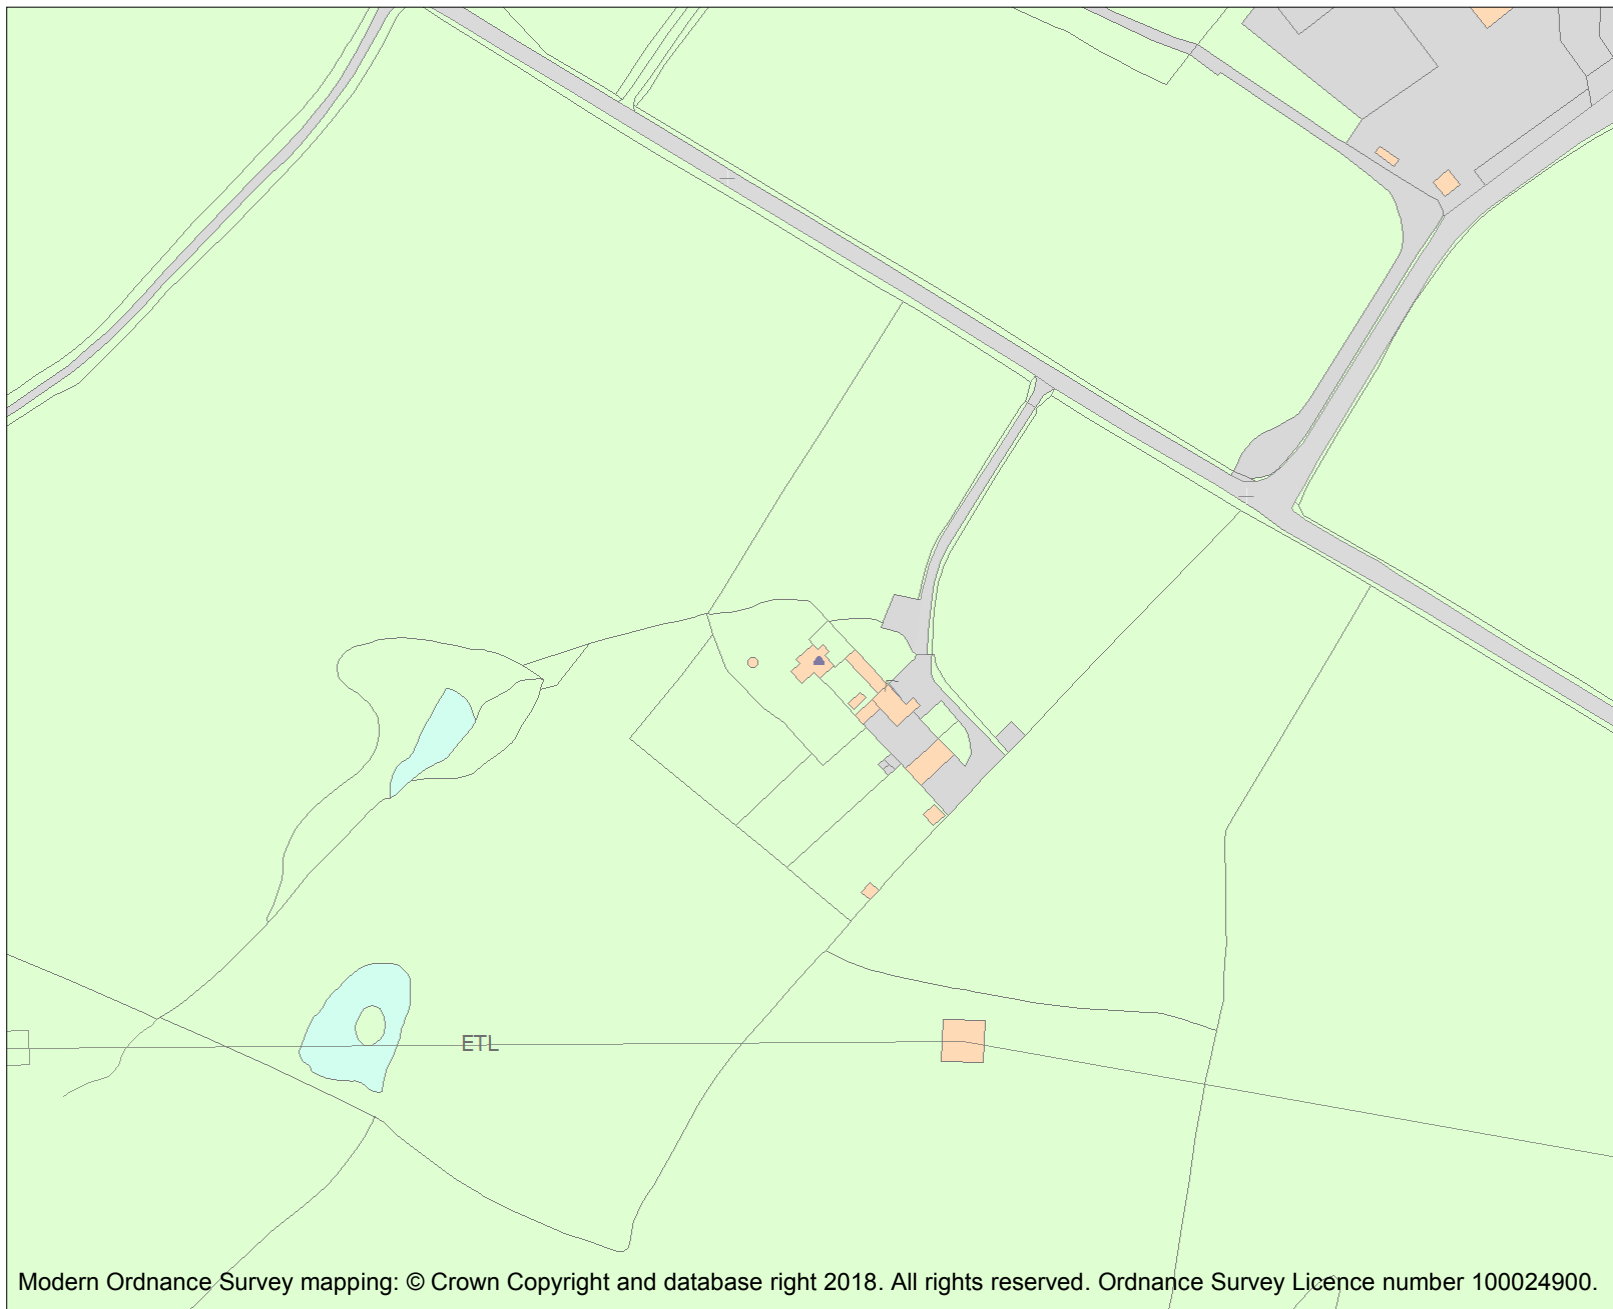 ETL
Modern Ordnance Survey mapping: © Crown Copyright and database right 2018. All rights reserved. Ordnance Survey Licence number 100024900.